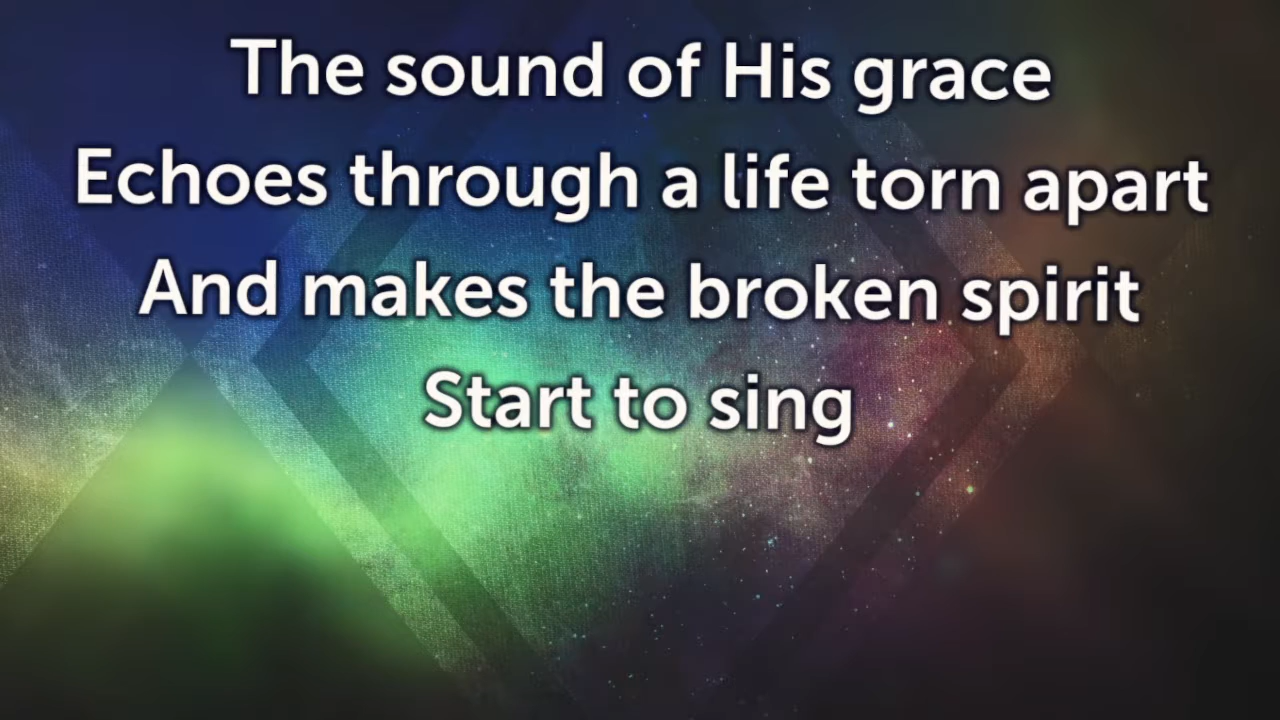 The sound of His grace
Echoes through a life torn apart
And makes the broken spirit
Start to sing